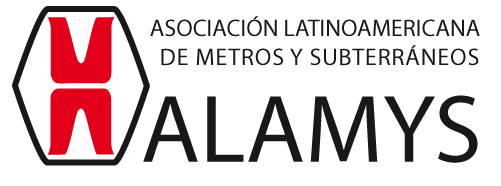 ASOCIACIÓN LATINOAMERICANA
DE METROS Y SUBTERRÁNEOS
ALAMYS